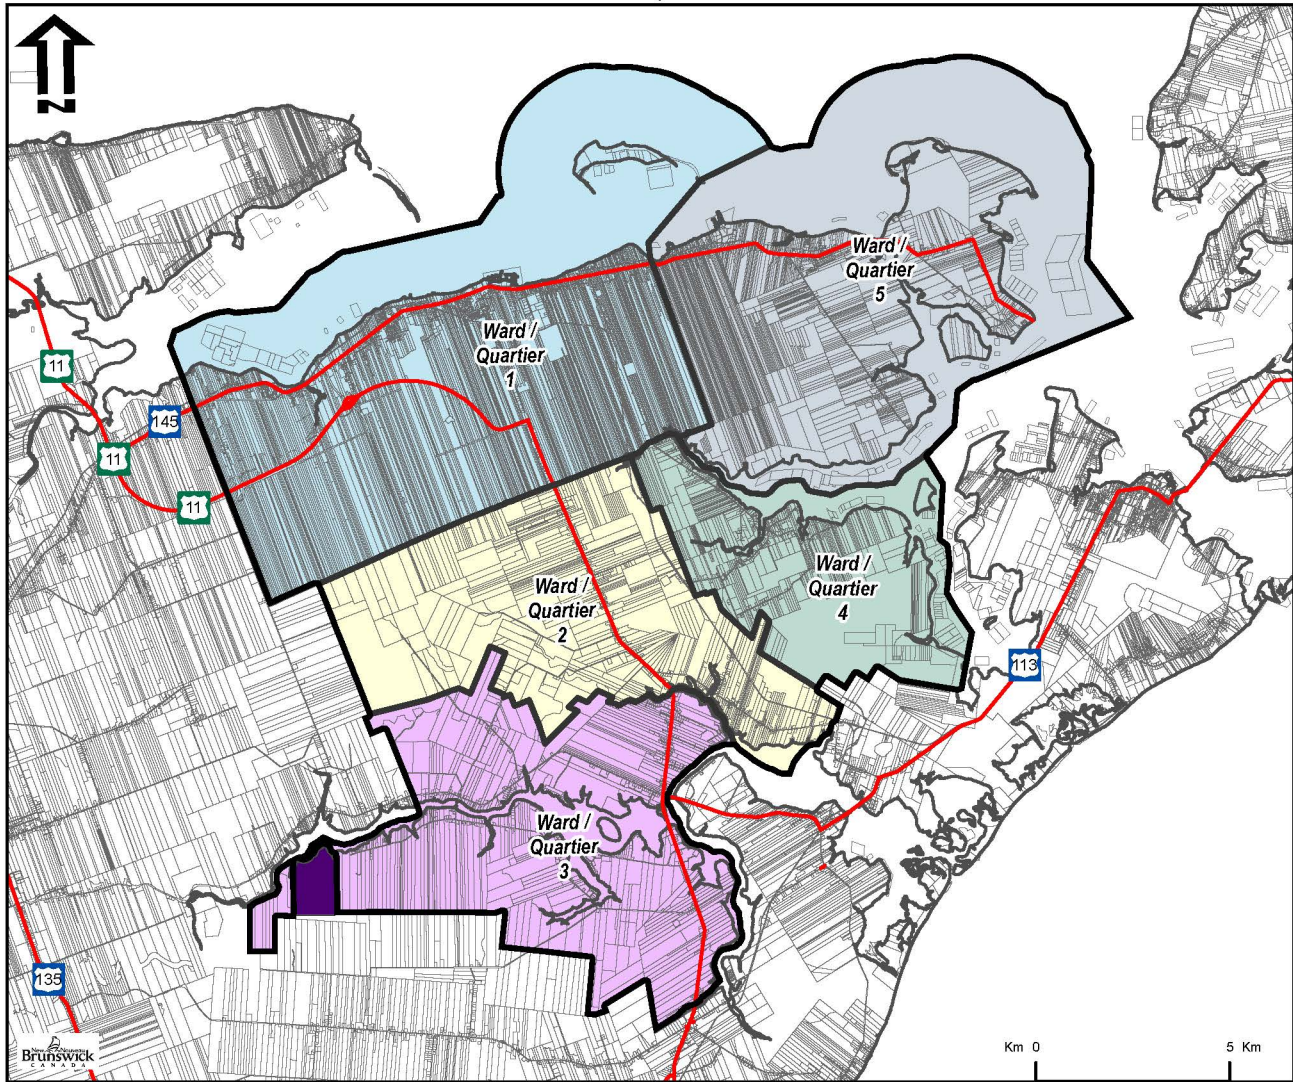 N
Ward /
Quartier
5
Ward /
Quartier
1
11
145
11
11
Ward /
Quartier
4
Ward /
Quartier
2
113
Ward /
Quartier
3
135
New Nouveau
Brunswick
CANADA
Km 0 5 Km